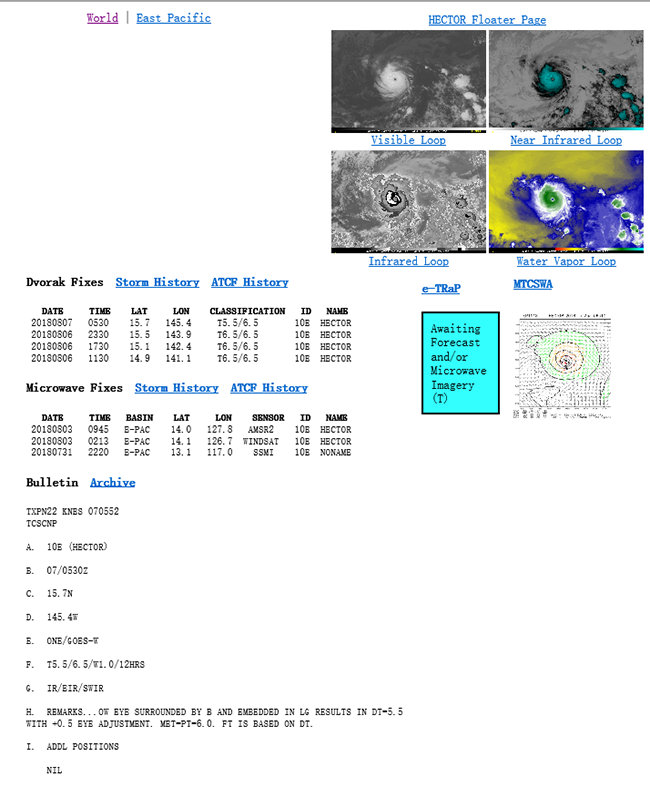 World | East Pacific
HECTOR Floater Page
Visible Loop
Near Infrared Loop
Infrared Loop
Water Vapor Loop
Dvorak Fixes Storm History ATCF History
DATE TIME LAT LON CLASSIFICATION ID NAME
20180807 0530 15.7 145.4 T5.5/6.5 10E HECTOR
20180806 2330 15.5 143.9 T6.5/6.5 10E HECTOR
20180806 1730 15.1 142.4 T6.5/6.5 10E HECTOR
20180806 1130 14.9 141.1 T6.5/6.5 10E HECTOR
e-TRaP
Awaiting
Forecast
and/or
Microwave
Imagery
(T)
MTCSWA
Microwave Fixes Storm History ATCF History
DATE TIME BASIN LAT LON SENSOR ID NAME
20180803 0945 E-PAC 14.0 127.8 AMSR2 10E HECTOR
20180803 0213 E-PAC 14.1 126.7 WINDSAT 10E HECTOR
20180731 2220 E-PAC 13.1 117.0 SSMI 10E NONAME
Bulletin Archive
TXPN22 KNES 070552
TCSCNP
A. 10E (HECTOR)
B. 07/0530Z
C. 15.7N
D. 145.4W
E. ONE/GOES-W
F. T5.5/6.5/W1.0/12HRS
G. IR/EIR/SWIR
H. REMARKS...OW EYE SURROUNDED BY B AND EMBEDDED IN LG RESULTS IN DT=5.5
WITH +0.5 EYE ADJUSTMENT. MET=PT=6.0. FT IS BASED ON DT.
I. ADDL POSITIONS
NIL